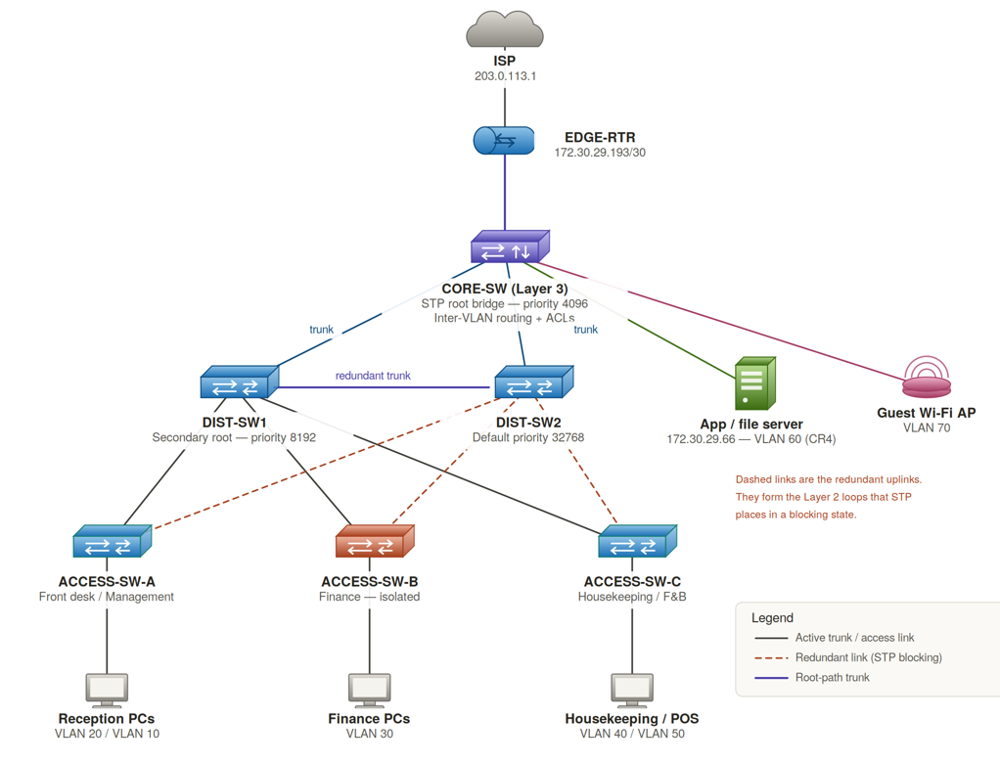 ISP
203.0.113.1
EDGE-RTR
172.30.29.193/30
CORE-SW (Layer 3)
STP root bridge — priority 4096
Inter-VLAN routing + ACLs
trunk
trunk
redundant trunk
DIST-SW1
Secondary root — priority 8192
DIST-SW2
Default priority 32768
App / file server
172.30.29.66 — VLAN 60 (CR4)
Guest Wi-Fi AP
VLAN 70
Dashed links are the redundant uplinks.
They form the Layer 2 loops that STP
places in a blocking state.
ACCESS-SW-A
Front desk / Management
ACCESS-SW-B
Finance — isolated
ACCESS-SW-C
Housekeeping / F&B
Legend
Active trunk / access link
Redundant link (STP blocking)
Root-path trunk
Reception PCs
VLAN 20 / VLAN 10
Finance PCs
VLAN 30
Housekeeping / POS
VLAN 40 / VLAN 50